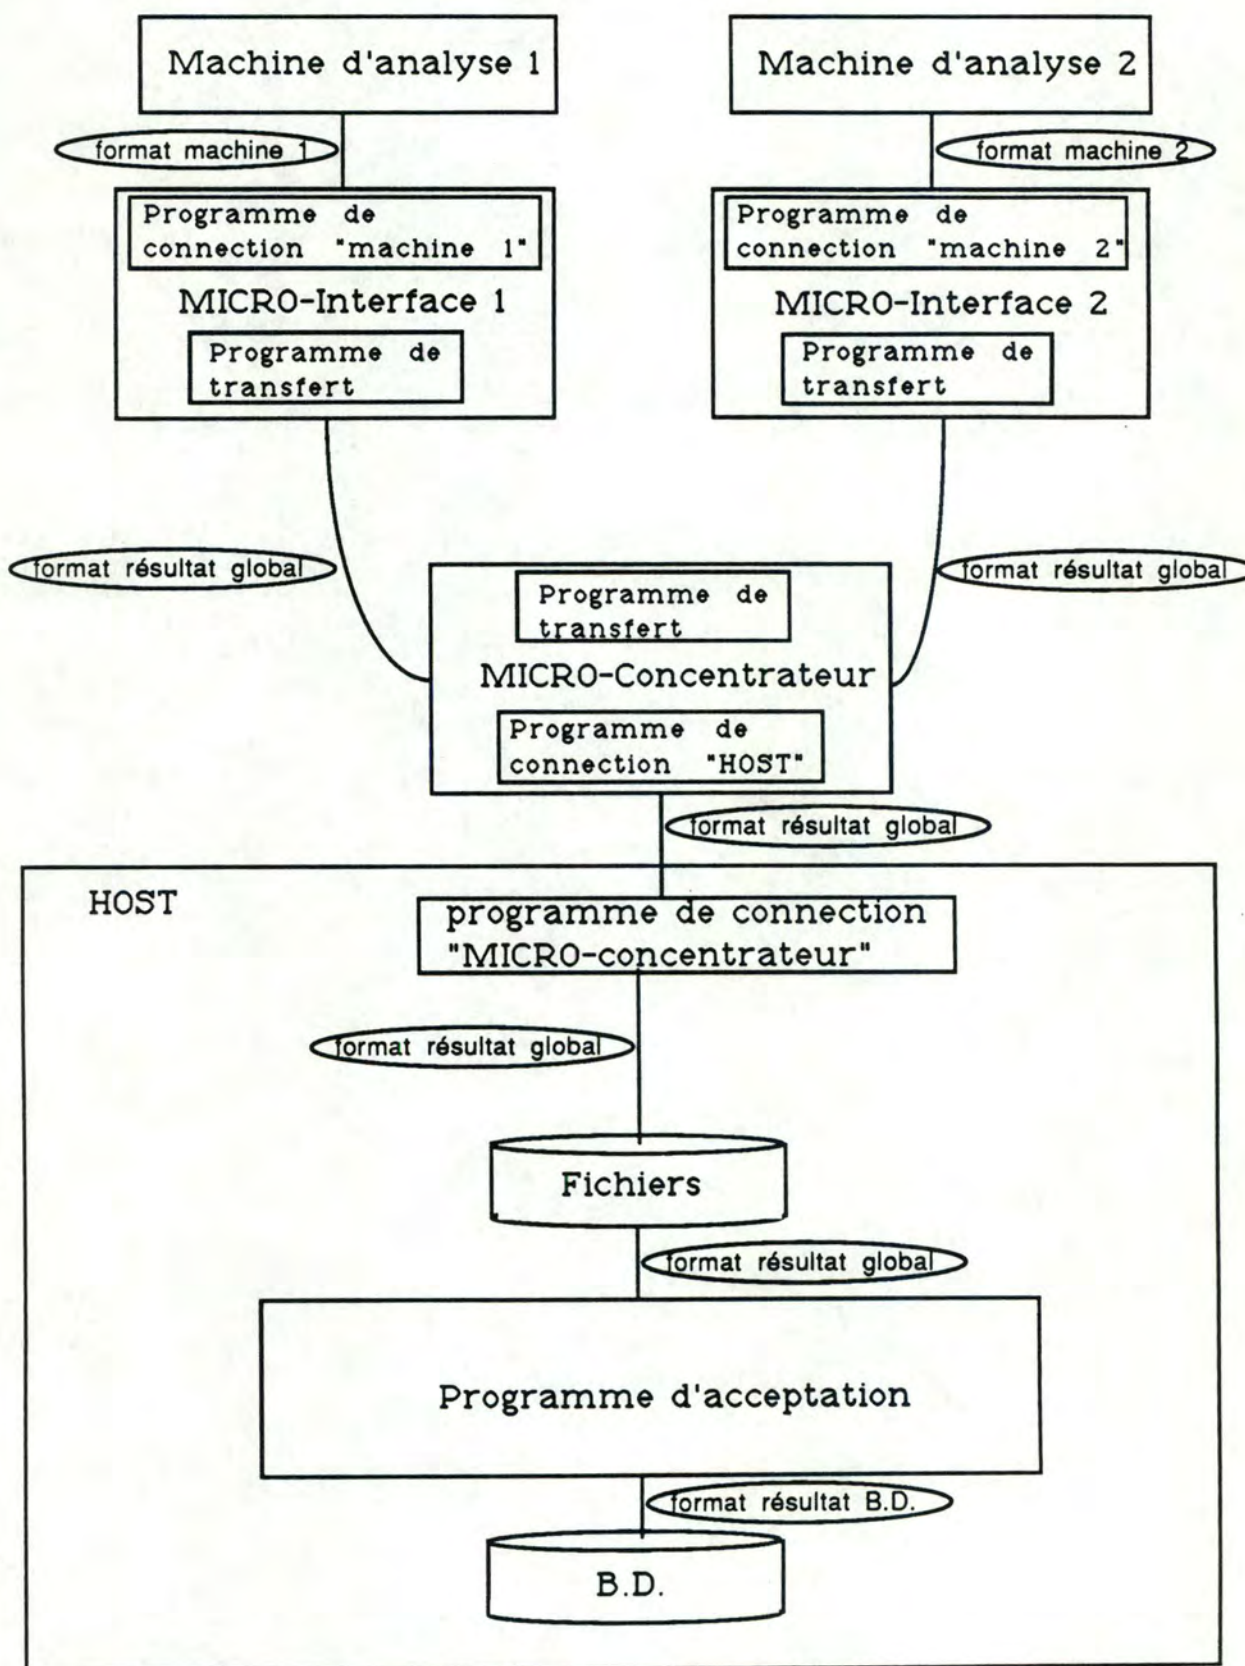 Machine d'analyse 1
Machine d'analyse 2
format machine 1
format machine 2
Programme de
connection "machine 1"
MICRO-Interface 1
Programme de
transfert
Programme de
connection "machine 2"
MICRO-Interface 2
Programme de
transfert
format résultat global
format résultat global
Programme de
transfert
MICRO-Concentrateur
Programme de
connection "HOST"
format résultat global
HOST
programme de connection
"MICRO-concentrateur"
format résultat global
Fichiers
format résultat global
Programme d'acceptation
format résultat B.D.
B.D.